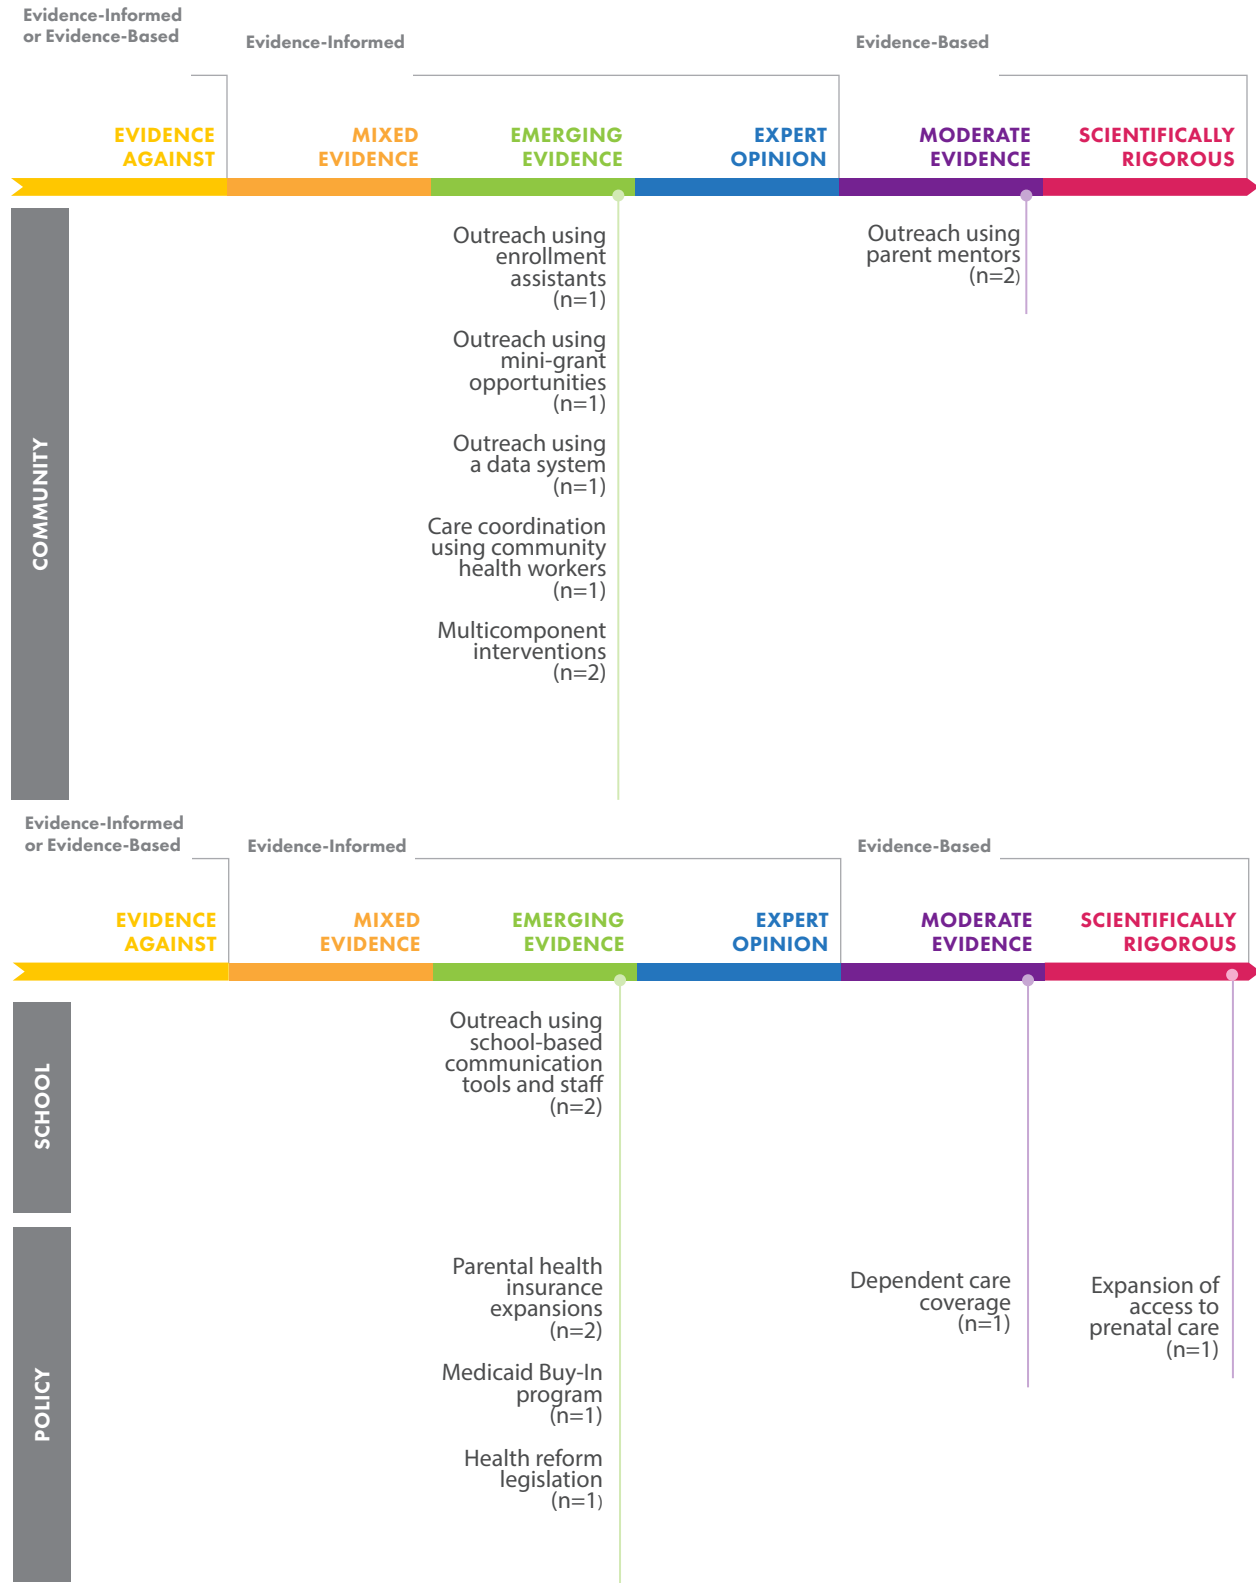 Evidence-Informed
or Evidence-Based
Evidence-Informed
Evidence-Based
EVIDENCE
AGAINST
MIXED
EVIDENCE
EMERGING
EVIDENCE
EXPERT
OPINION
MODERATE
EVIDENCE
SCIENTIFICALLY
RIGOROUS
COMMUNITY
Outreach using
enrollment
assistants
(n=1)
Outreach using
mini-grant
opportunities
(n=1)
Outreach using
a data system
(n=1)
Care coordination
using community
health workers
(n=1)
Multicomponent
interventions
(n=2)
Outreach using
parent mentors
(n=2)
Evidence-Informed
or Evidence-Based
Evidence-Informed
Evidence-Based
EVIDENCE
AGAINST
MIXED
EVIDENCE
EMERGING
EVIDENCE
EXPERT
OPINION
MODERATE
EVIDENCE
SCIENTIFICALLY
RIGOROUS
SCHOOL
Outreach using
school-based
communication
tools and staff
(n=2)
POLICY
Parental health
insurance
expansions
(n=2)
Medicaid Buy-In
program
(n=1)
Health reform
legislation
(n=1)
Dependent care
coverage
(n=1)
Expansion of
access to
prenatal care
(n=1)